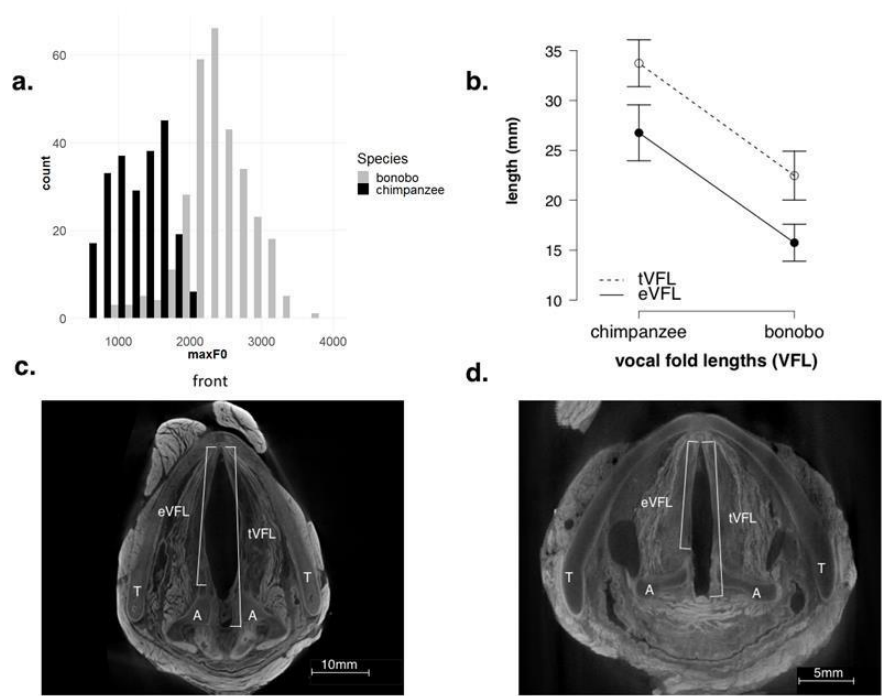 a.
60
40
20
0
count
1000 2000 3000 4000
maxF0
Species
bonobo
chimpanzee
b.
35
30
25
20
15
10
length (mm)
tVFL
eVFL
chimpanzee bonobo
vocal fold lengths (VFL)
c.
front
eVFL
tVFL
T
T
A
A
10mm
d.
eVFL
tVFL
T
T
A
A
5mm